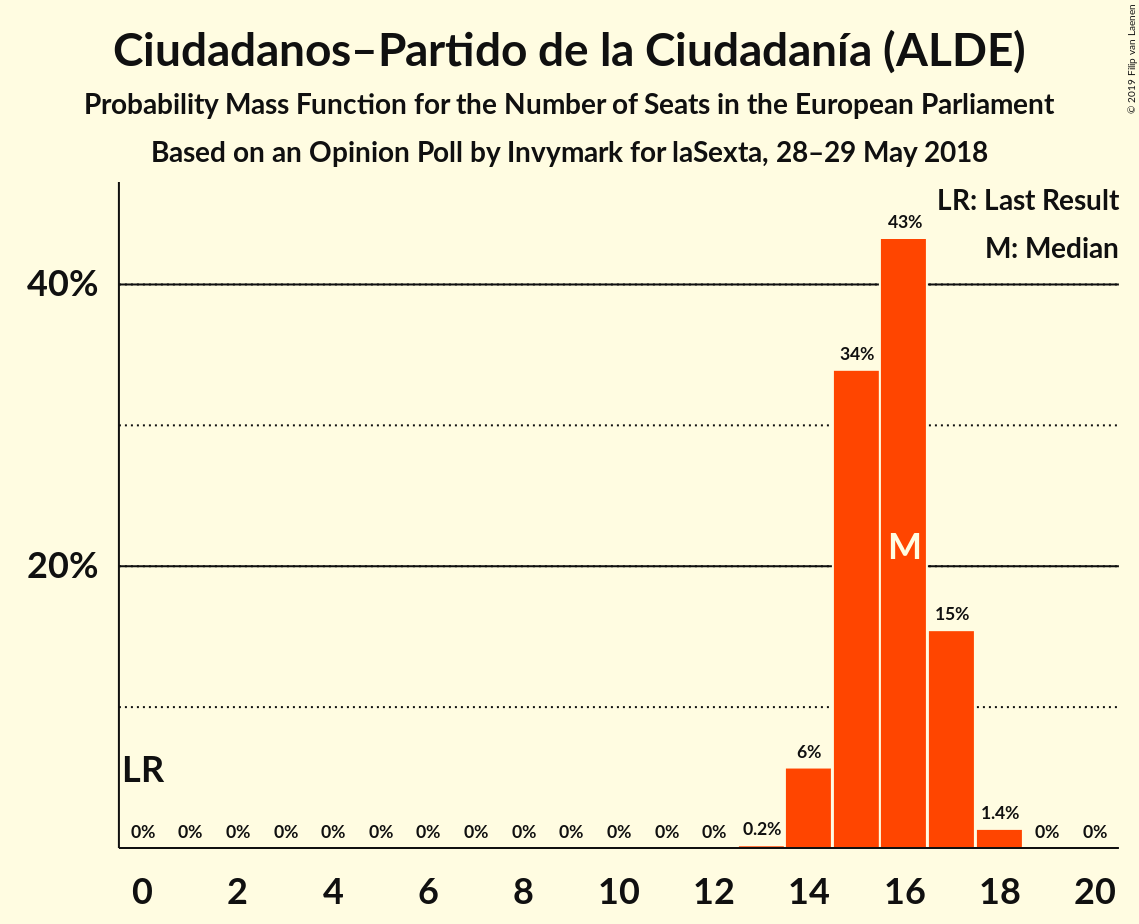 Ciudadanos–Partido de la Ciudadanía (ALDE)
Probability Mass Function for the Number of Seats in the European Parliament
Based on an Opinion Poll by Invymark for laSexta, 28–29 May 2018
© 2019 Filip van Laenen
LR: Last Result
M: Median
43%
40%
34%
M
20%
15%
6%
LR
0% 0% 0% 0% 0% 0% 0% 0% 0% 0% 0% 0% 0% 0.2% 1.4% 0% 0%
0 2 4 6 8 10 12 14 16 18 20